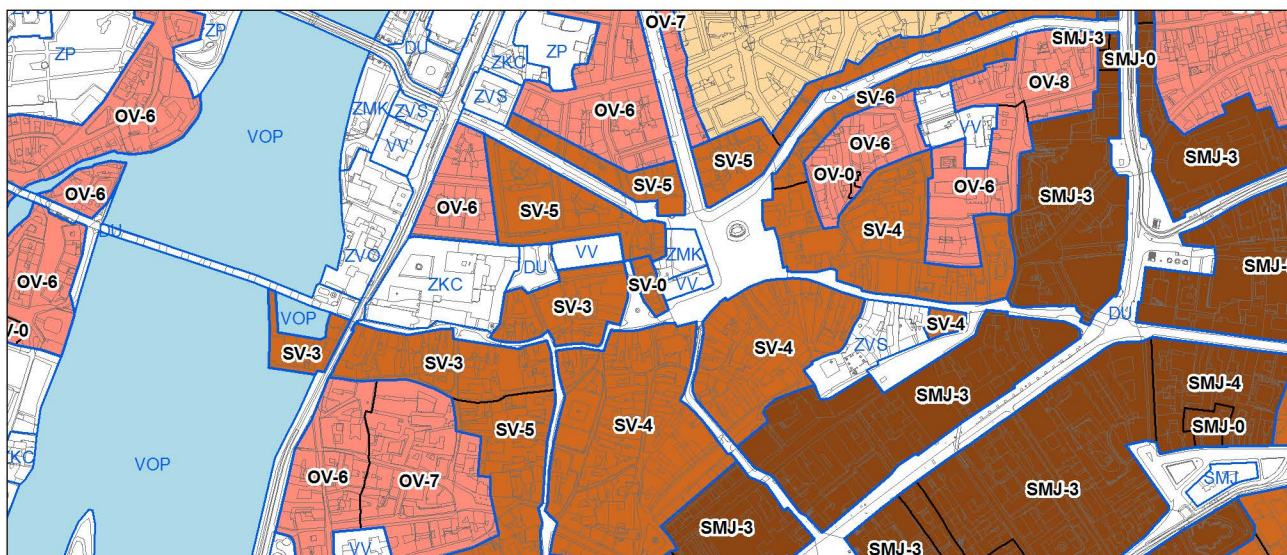 ZP
ZP
DU
OV-7
SMJ-3
ZP
ZKC
SMJ-0
ZVS
ZMK
ZVS
SV-6
OV-8
OV-6
OV-6
VV
VOP
VV
OV-6
SMJ-3
SV-5
OV-0
OV-6
SV-5
OV-6
OV-6
SV-5
SMJ-3
DU
SV-4
VV
ZMK
ZVO
DU
OV-6
ZKC
SV-0
VV
SV-3
VOP
DU
SV-4
ZVS
SV-3
SV-3
SV-4
SMJ-3
SMJ-4
SV-4
SMJ-0
SV-5
VOP
OV-6
OV-7
SMJ-3
SMJ
SMJ-3
VV
SMJ-3